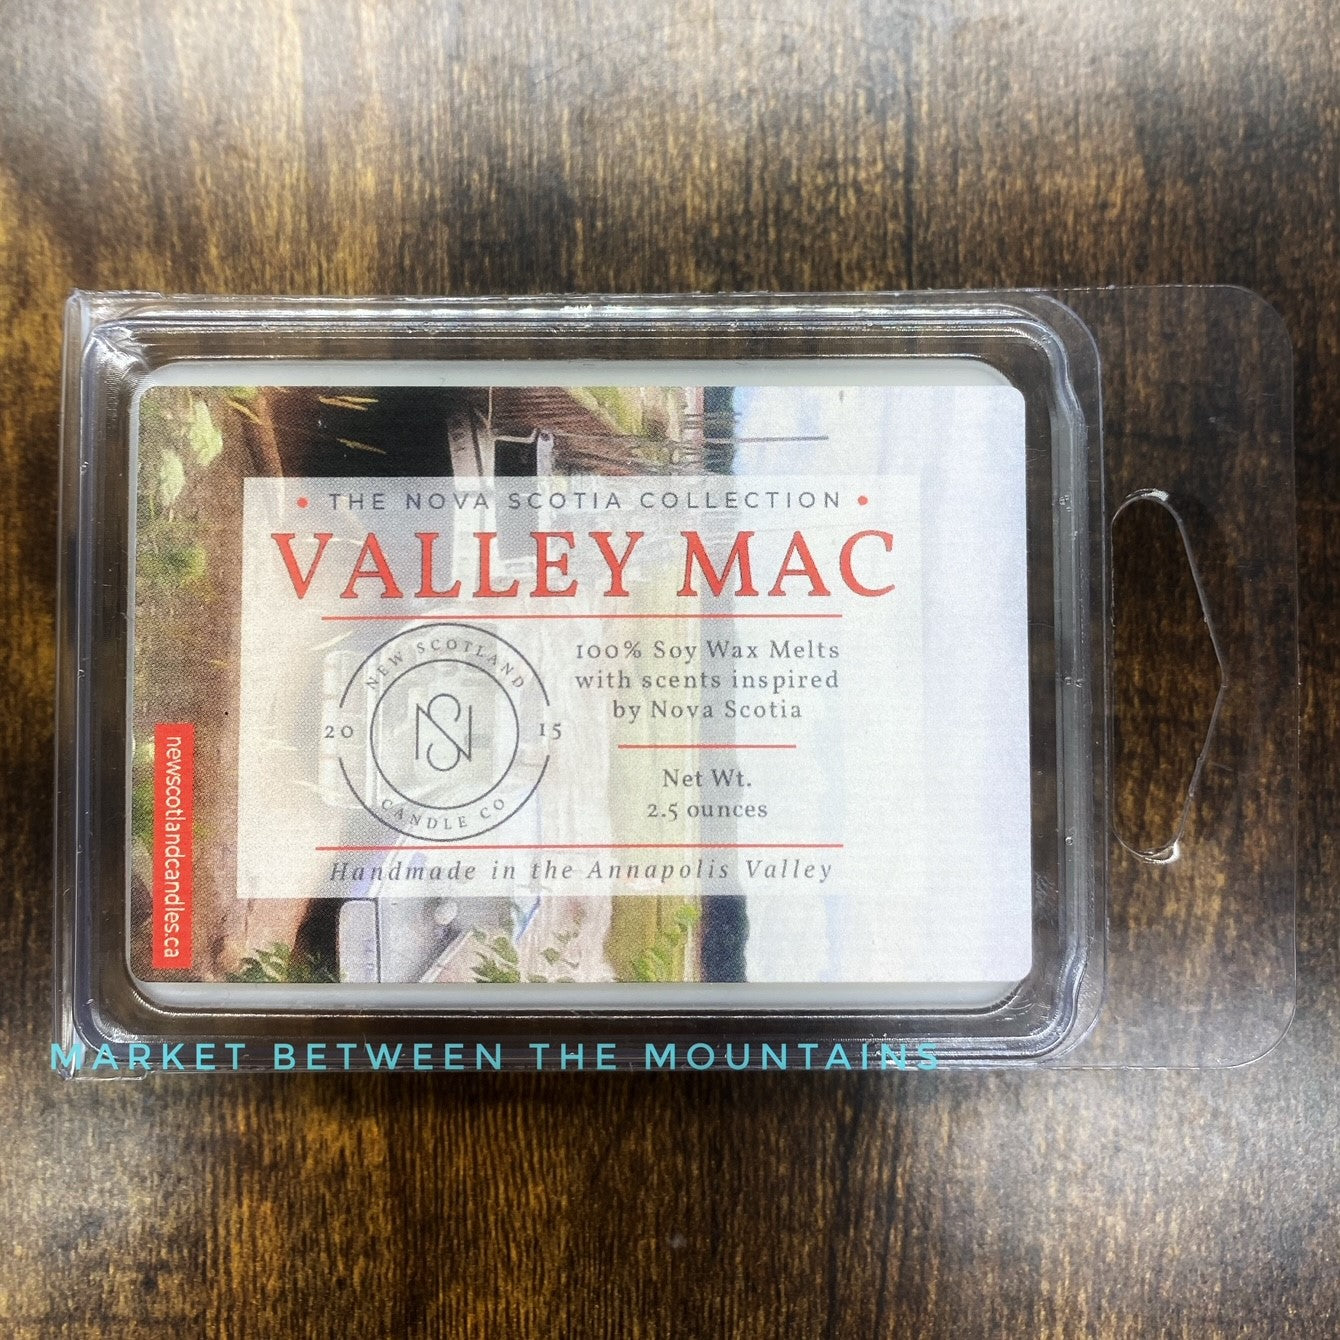 • THE NOVA SCOTIA COLLECTION •
VALLEY MAC
NEW SCOTLAND
20 NS 15
CANDLE CO
100% Soy Wax Melts
with scents inspired
by Nova Scotia
Net Wt.
2.5 ounces
Handmade in the Annapolis Valley
newscotlandcandles.ca
MARKET BETWEEN THE MOUNTAINS